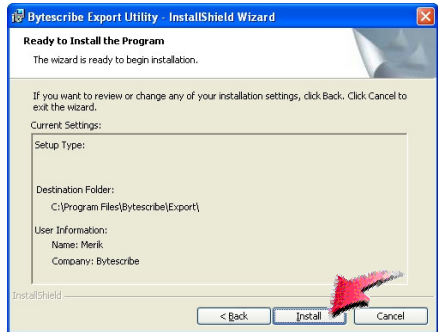 Bytescribe Export Utility - InstallShield Wizard
Ready to Install the Program
The wizard is ready to begin installation.
If you want to review or change any of your installation settings, click Back. Click Cancel to
exit the wizard.
Current Settings:
Setup Type:
Destination Folder:
C:\Program Files\Bytescribe\Export\
User Information:
Name: Merik
Company: Bytescribe
InstallShield
< Back Install Cancel